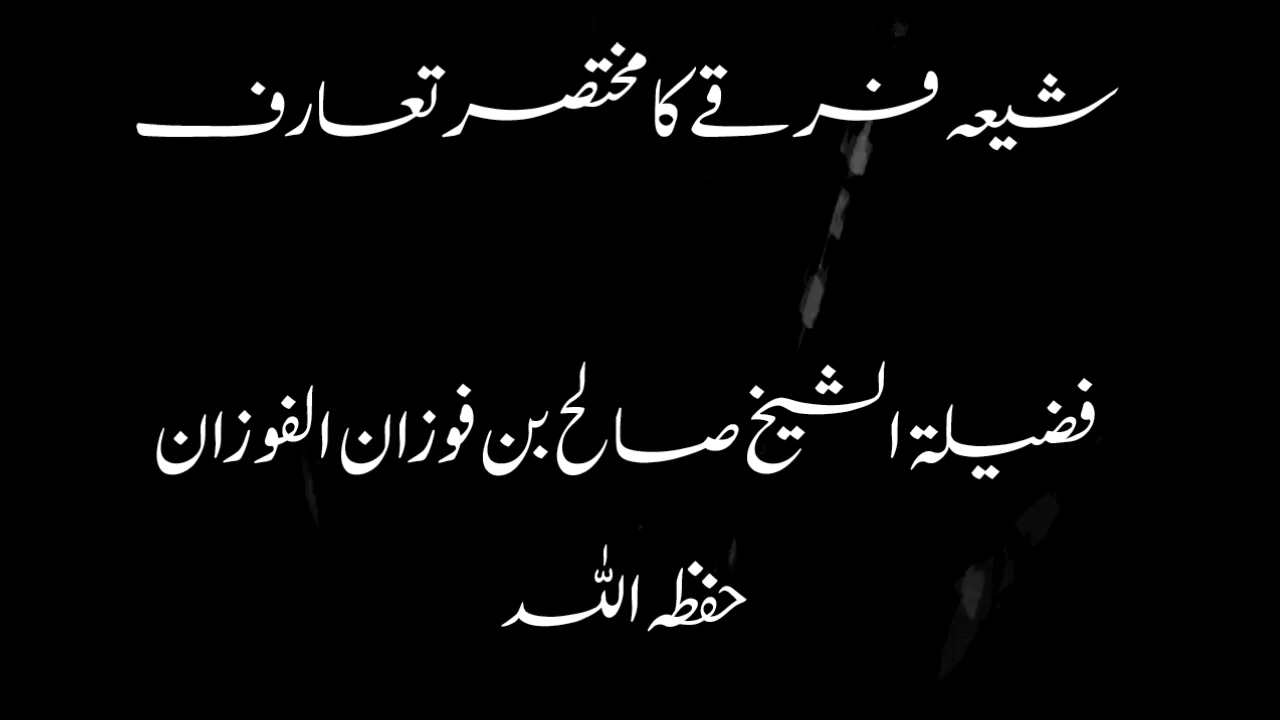 شیعہ فرقے کا مختصر تعارف
فضیلۃ الشیخ صالح بن فوزان الفوزان
حفظہ اللہ